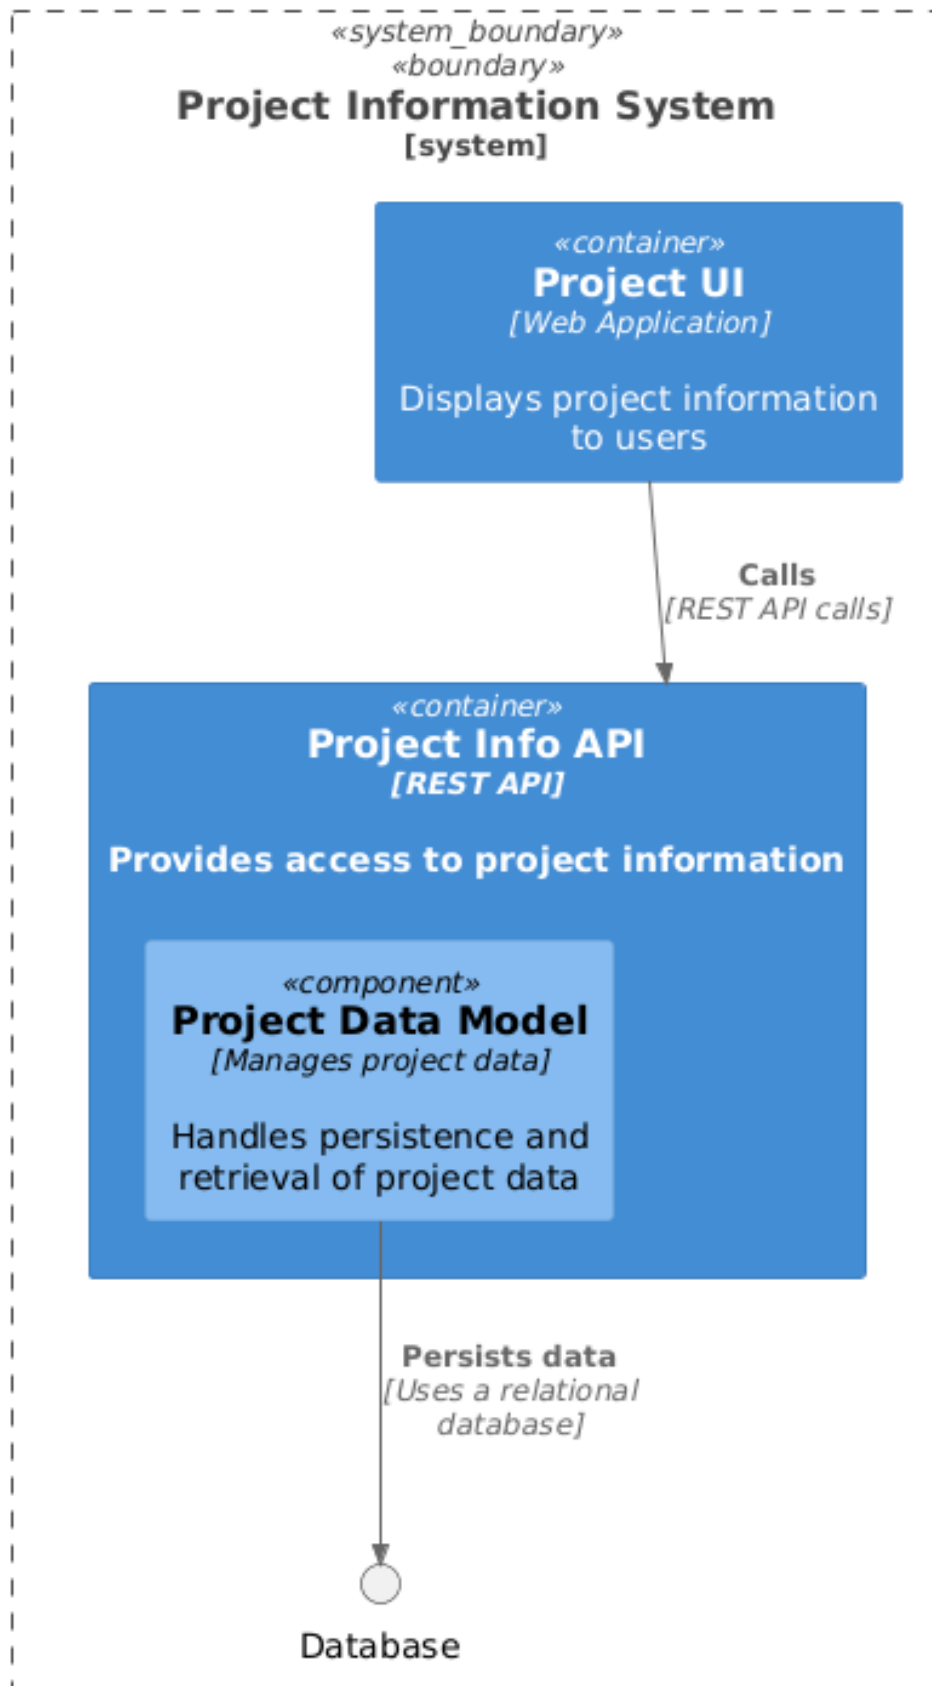 «system_boundary»
«boundary»
Project Information System
[system]
«container»
Project UI
[Web Application]
Displays project information
to users
Calls
[REST API calls]
«container»
Project Info API
[REST API]
Provides access to project information
«component»
Project Data Model
[Manages project data]
Handles persistence and
retrieval of project data
Persists data
[Uses a relational
database]
Database